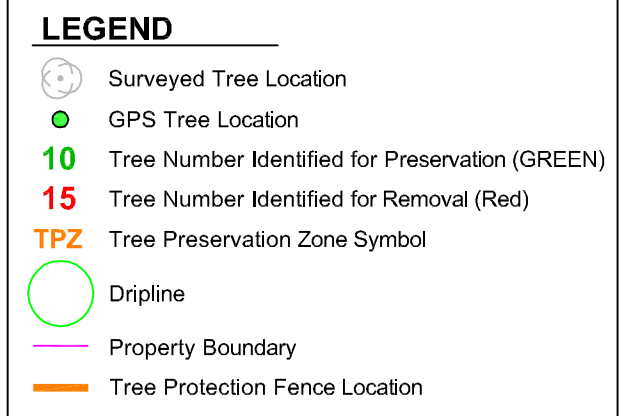 LEGEND
Surveyed Tree Location
GPS Tree Location
10 Tree Number Identified for Preservation (GREEN)
15 Tree Number Identified for Removal (Red)
TPZ Tree Preservation Zone Symbol
Dripline
Property Boundary
Tree Protection Fence Location